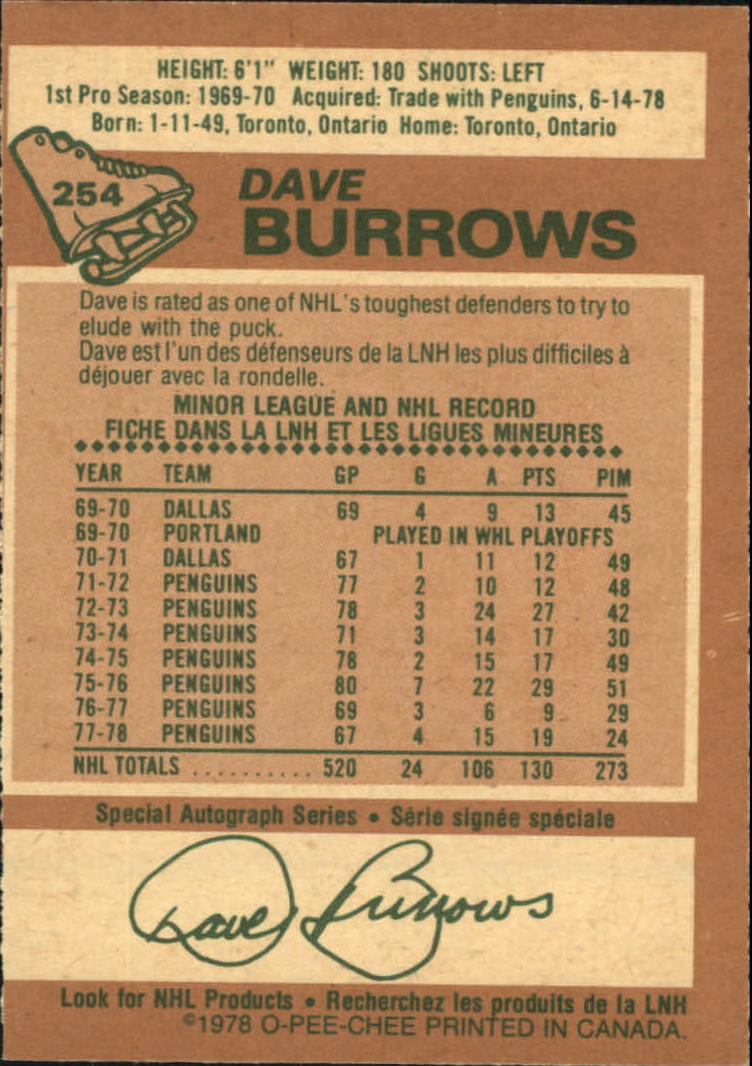 HEIGHT: 6'1" WEIGHT: 180 SHOOTS: LEFT
1st Pro Season: 1969-70 Acquired: Trade with Penguins, 6-14-78
Born: 1-11-49, Toronto, Ontario Home: Toronto, Ontario
254
DAVE
BURROWS
Dave is rated as one of NHL's toughest defenders to try to
elude with the puck.
Dave est l'un des défenseurs de la LNH les plus difficiles à
déjouer avec la rondelle.
MINOR LEAGUE AND NHL RECORD
FICHE DANS LA LNH ET LES LIGUES MINEURES
YEAR TEAM GP G A PTS PIM
69-70 DALLAS 69 4 9 13 45
69-70 PORTLAND PLAYED IN WHL PLAYOFFS
70-71 DALLAS 67 1 11 12 49
71-72 PENGUINS 77 2 10 12 48
72-73 PENGUINS 78 3 24 27 42
73-74 PENGUINS 71 3 14 17 30
74-75 PENGUINS 78 2 15 17 49
75-76 PENGUINS 80 7 22 29 51
76-77 PENGUINS 69 3 6 9 29
77-78 PENGUINS 67 4 15 19 24
NHL TOTALS .......... 520 24 106 130 273
Special Autograph Series • Série signée spéciale
Dave Burrows
Look for NHL Products • Recherchez les produits de la LNH
©1978 O-PEE-CHEE PRINTED IN CANADA.